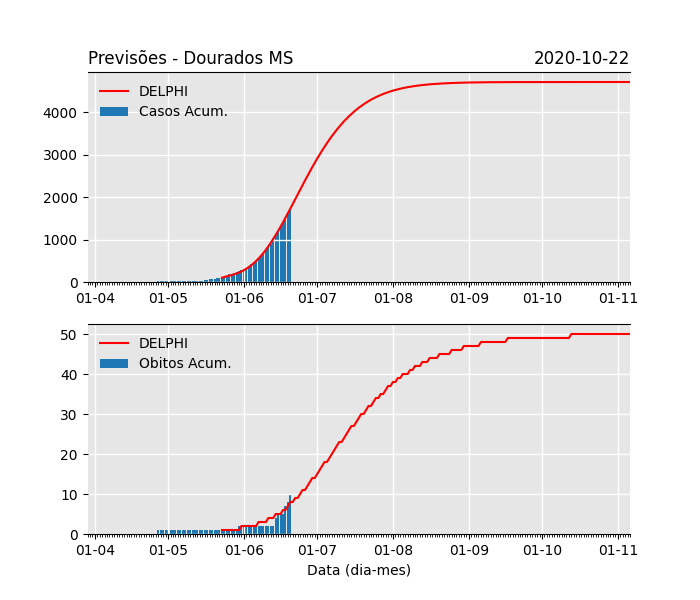 Previsões - Dourados MS 2020-10-22
DELPHI
Casos Acum.
4000
3000
2000
1000
0
01-04 01-05 01-06 01-07 01-08 01-09 01-10 01-11
DELPHI
Obitos Acum.
50
40
30
20
10
0
01-04 01-05 01-06 01-07 01-08 01-09 01-10 01-11
Data (dia-mes)